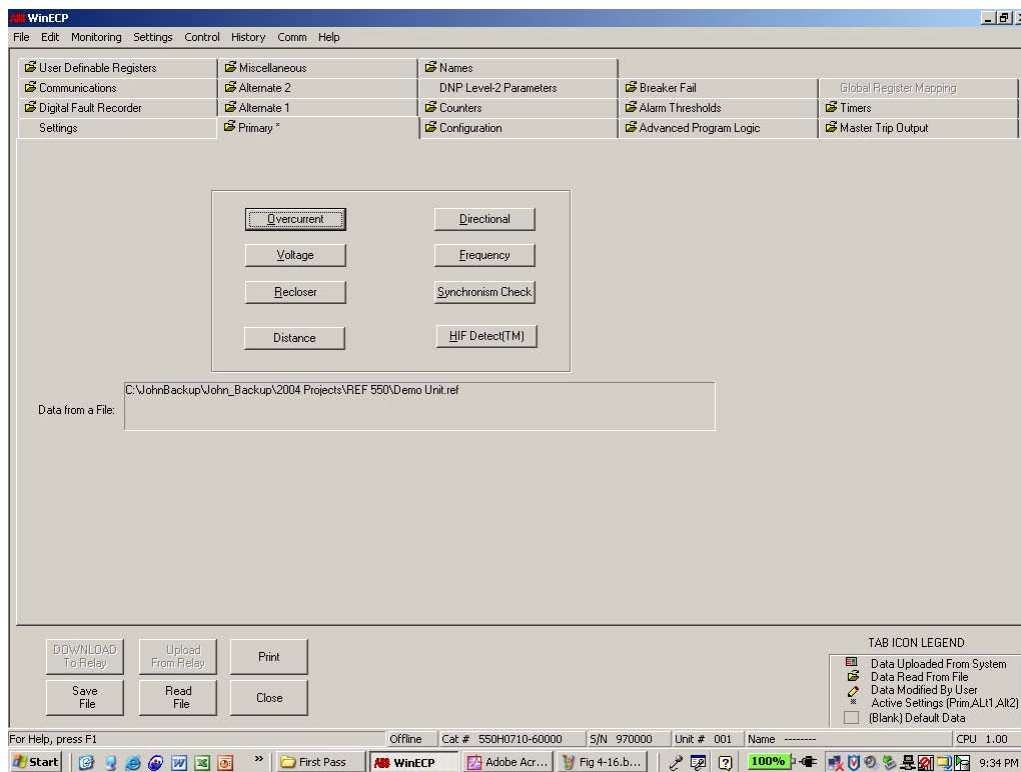 ABB WinECP
File Edit Monitoring Settings Control History Comm Help
User Definable Registers Miscellaneous Names
Communications Alternate 2 DNP Level-2 Parameters Breaker Fail Global Register Mapping
Digital Fault Recorder Alternate 1 Counters Alarm Thresholds Timers
Settings Primary * Configuration Advanced Program Logic Master Trip Output
Overcurrent Directional
Voltage Frequency
Recloser Synchronism Check
Distance HIF Detect(TM)
Data from a File: C:\JohnBackup\John_Backup\2004 Projects\REF 550\Demo Unit.ref
DOWNLOAD To Relay
Upload From Relay
Print
Save File
Read File
Close
TAB ICON LEGEND
Data Uploaded From System
Data Read From File
Data Modified By User
* Active Settings (Prim,ALt1,Alt2)
(Blank) Default Data
For Help, press F1 Offline Cat # 550H0710-60000 S/N 970000 Unit # 001 Name -------- CPU 1.00
Start » First Pass ABB WinECP Adobe Acr... Fig 4-16.b... 100% 9:34 PM